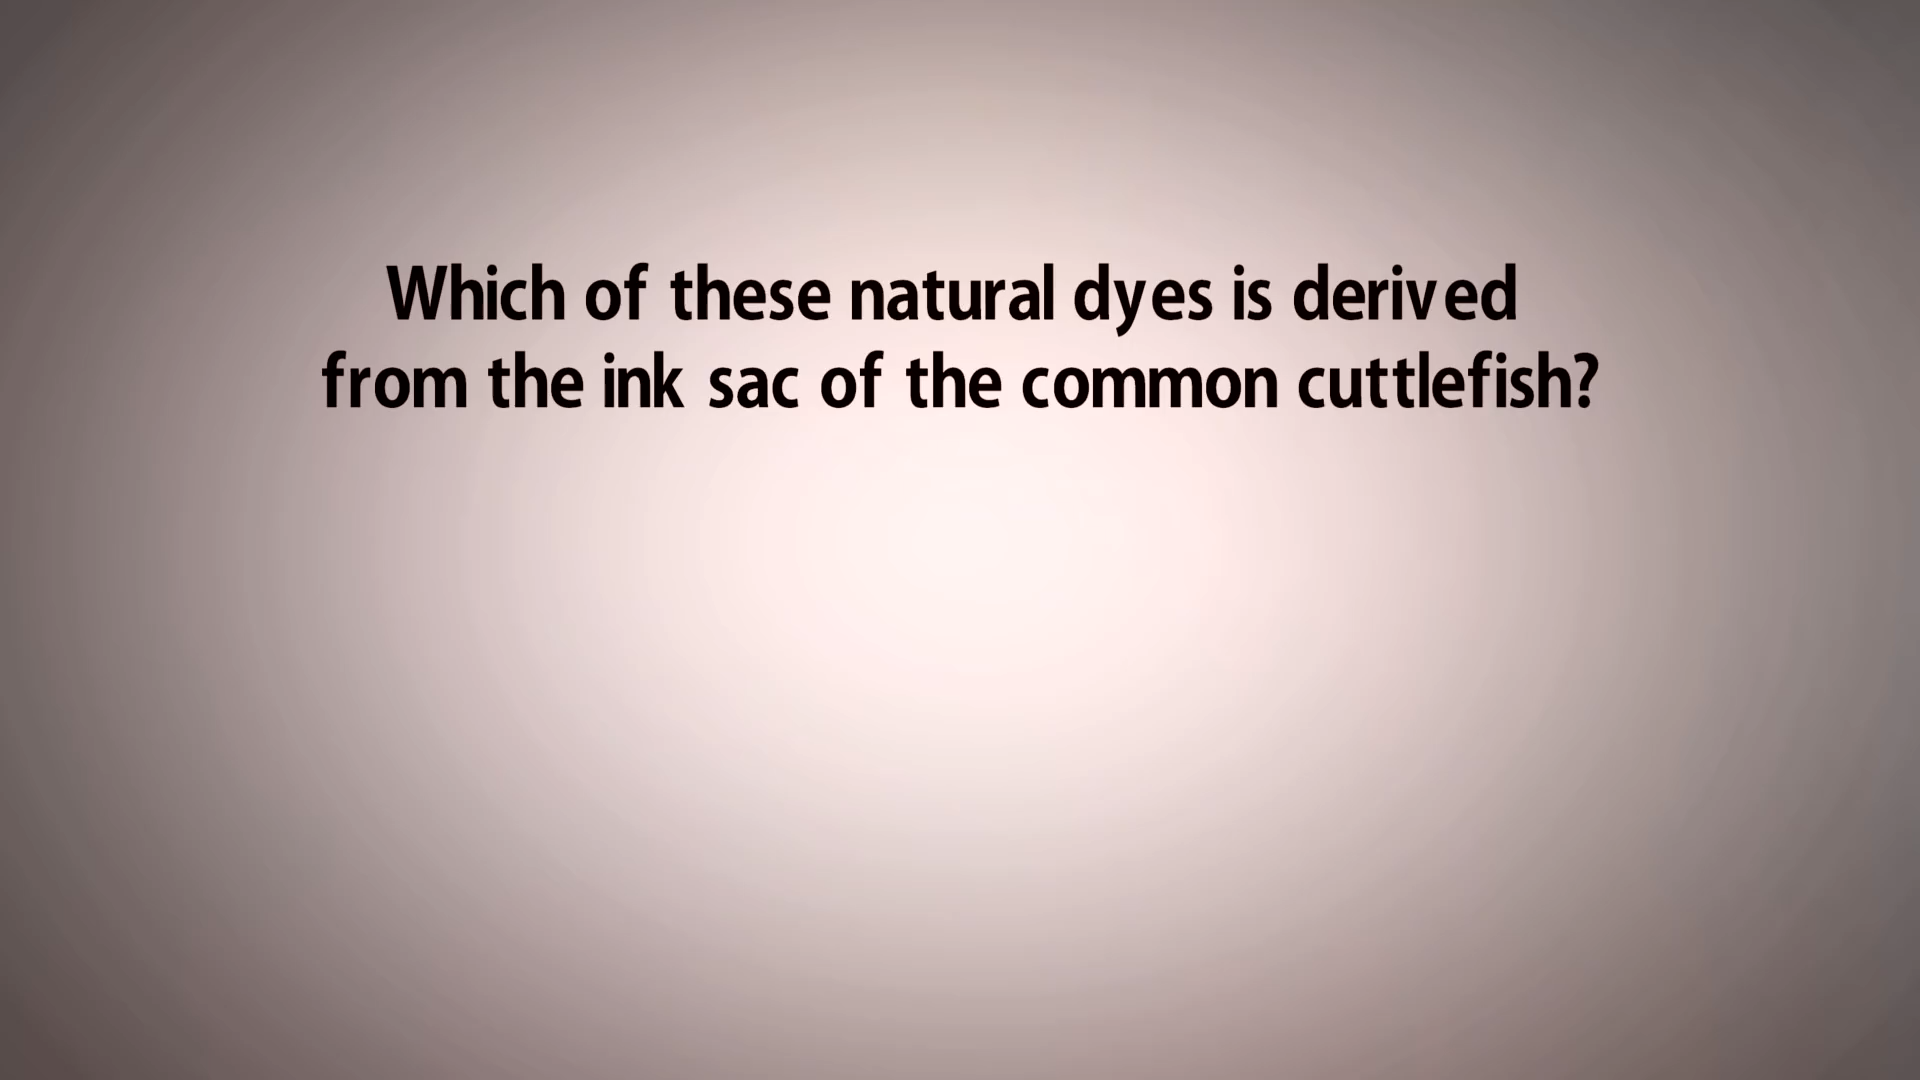 Which of these natural dyes is derived
from the ink sac of the common cuttlefish?